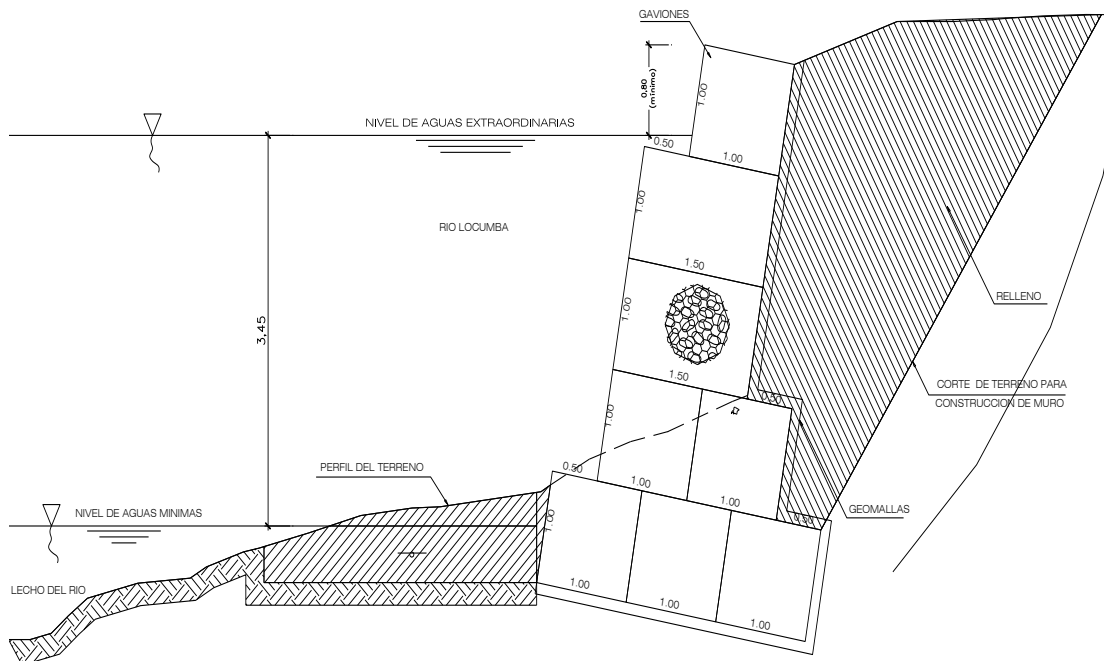 GAVIONES
0.80
(mínimo)
1.00
NIVEL DE AGUAS EXTRAORDINARIAS
0.50
1.00
1.00
RIO LOCUMBA
1.50
RELLENO
1.00
3.45
1.50
0.50
CORTE DE TERRENO PARA
CONSTRUCCION DE MURO
1.00
PERFIL DEL TERRENO
0.50
1.00
1.00
GEOMALLAS
NIVEL DE AGUAS MINIMAS
1.00
0.50
LECHO DEL RIO
1.00
1.00
1.00